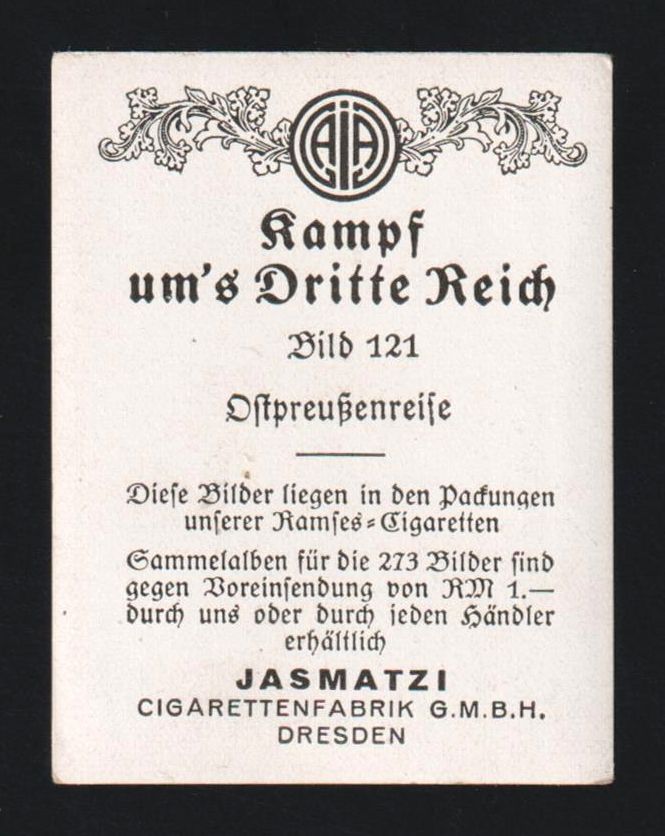 AIA
Kampf
um's Dritte Reich
Bild 121
Ostpreußenreise
Diese Bilder liegen in den Packungen
unserer Ramses-Cigaretten
Sammelalben für die 273 Bilder sind
gegen Voreinsendung von RM 1.—
durch uns oder durch jeden Händler
erhältlich
JASMATZI
CIGARETTENFABRIK G.M.B.H.
DRESDEN